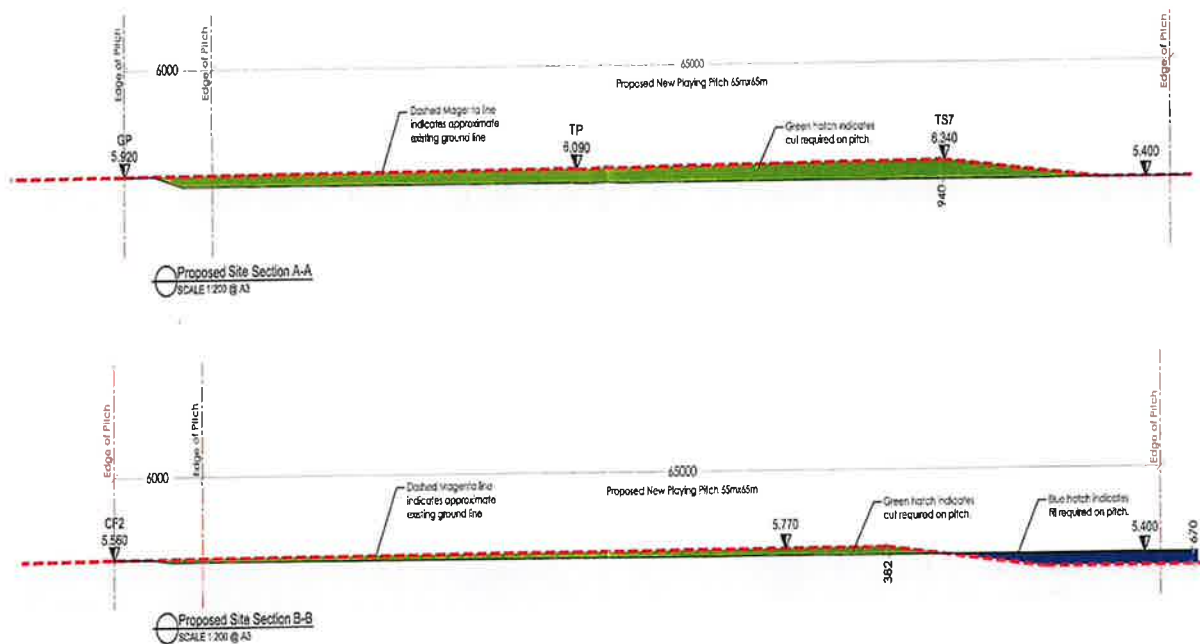 Edge of Pitch
6000
Edge of Pitch
65000
Proposed New Playing Pitch 65mx65m
Edge of Pitch
Dashed Magenta line
indicates approximate
existing ground line
GP
5.920
TP
6.090
Green hatch indicates
cut required on pitch
TS7
6.340
940
5.400
Proposed Site Section A-A
SCALE 1:200 @ A3
Edge of Pitch
6000
Edge of Pitch
65000
Proposed New Playing Pitch 65mx65m
Edge of Pitch
Dashed Magenta line
indicates approximate
existing ground line
CF2
5.560
5.770
Green hatch indicates
cut required on pitch.
382
Blue hatch indicates
Fill required on pitch.
5.400
670
Proposed Site Section B-B
SCALE 1:200 @ A3